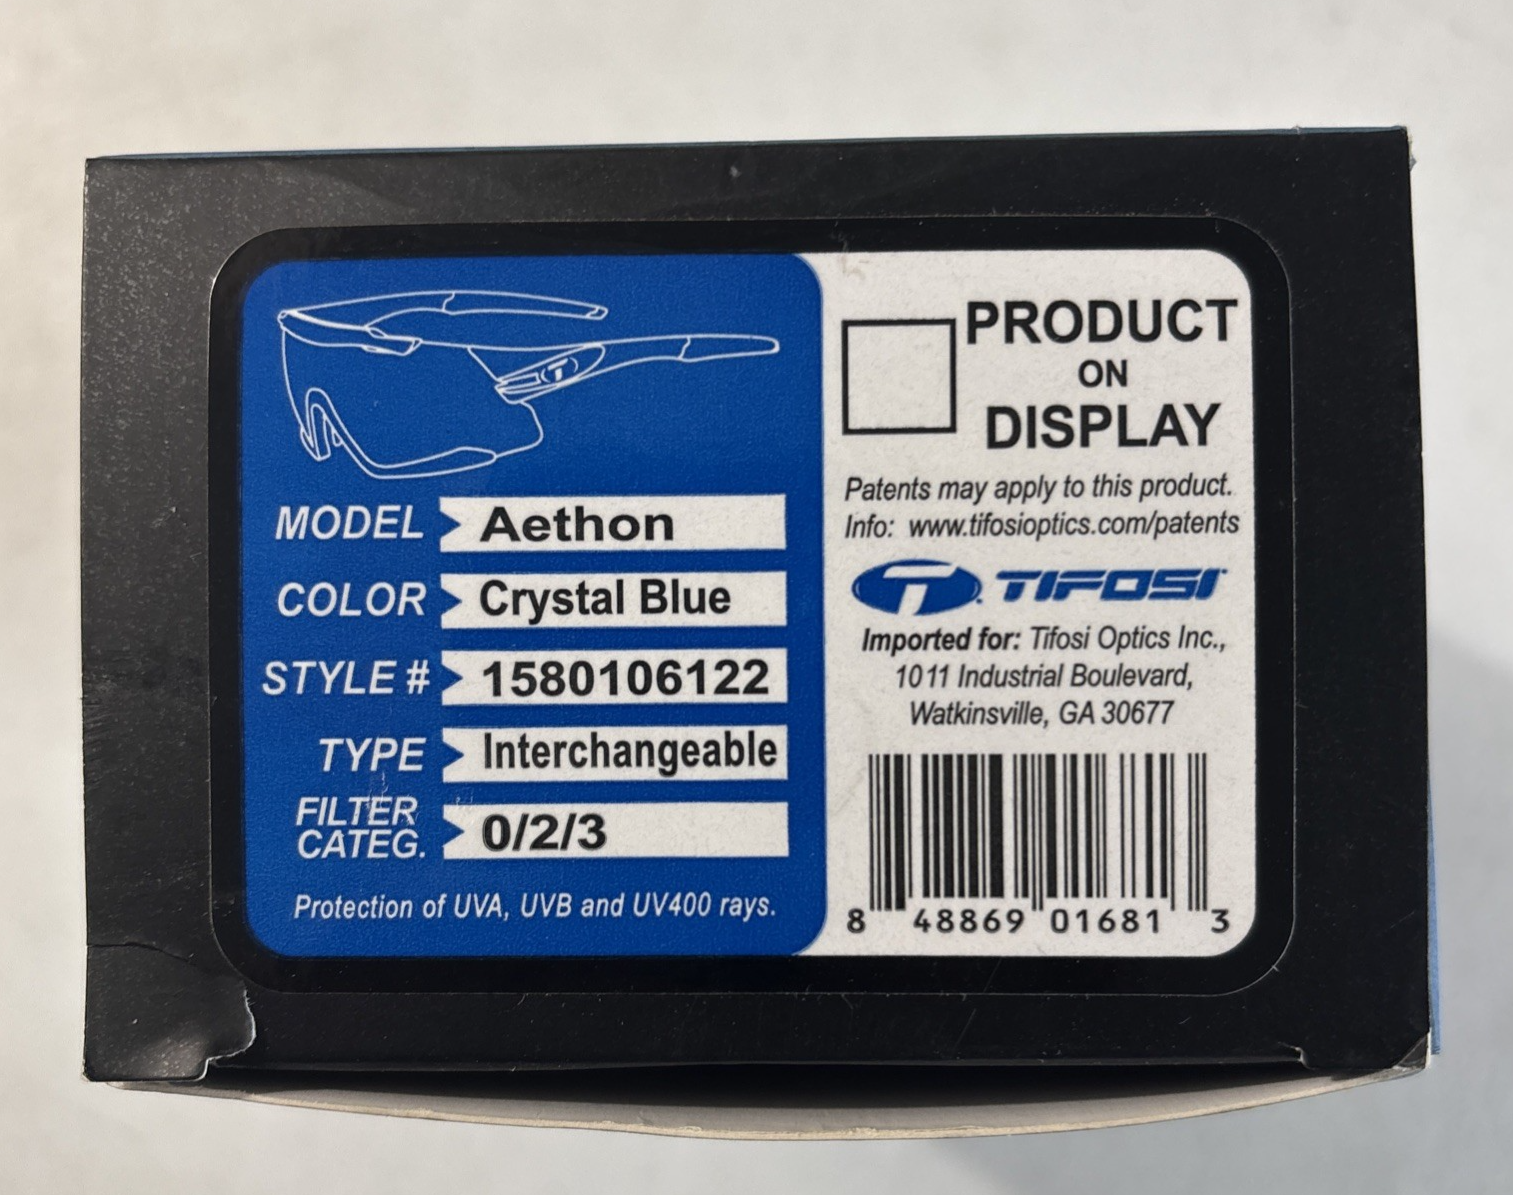 MODEL Aethon
COLOR Crystal Blue
STYLE # 1580106122
TYPE Interchangeable
FILTER
CATEG. 0/2/3
Protection of UVA, UVB and UV400 rays.
PRODUCT
ON
DISPLAY
Patents may apply to this product.
Info: www.tifosioptics.com/patents
T TIFOSI
Imported for: Tifosi Optics Inc.,
1011 Industrial Boulevard,
Watkinsville, GA 30677
8 48869 01681 3